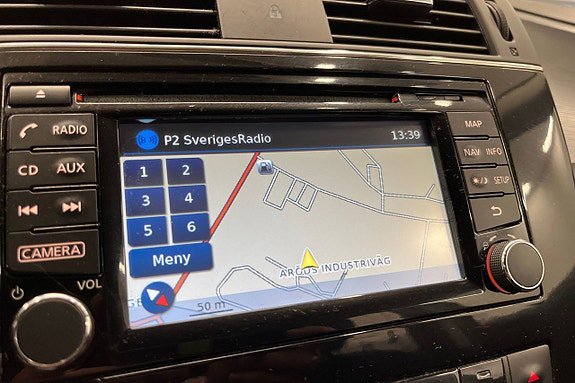 RADIO
CD AUX
CAMERA
VOL
P2 SverigesRadio 13:39
1 2
3 4
5 6
Meny
50 m
ARGUS INDUSTRIVÄG
MAP
NAV INFO
SETUP